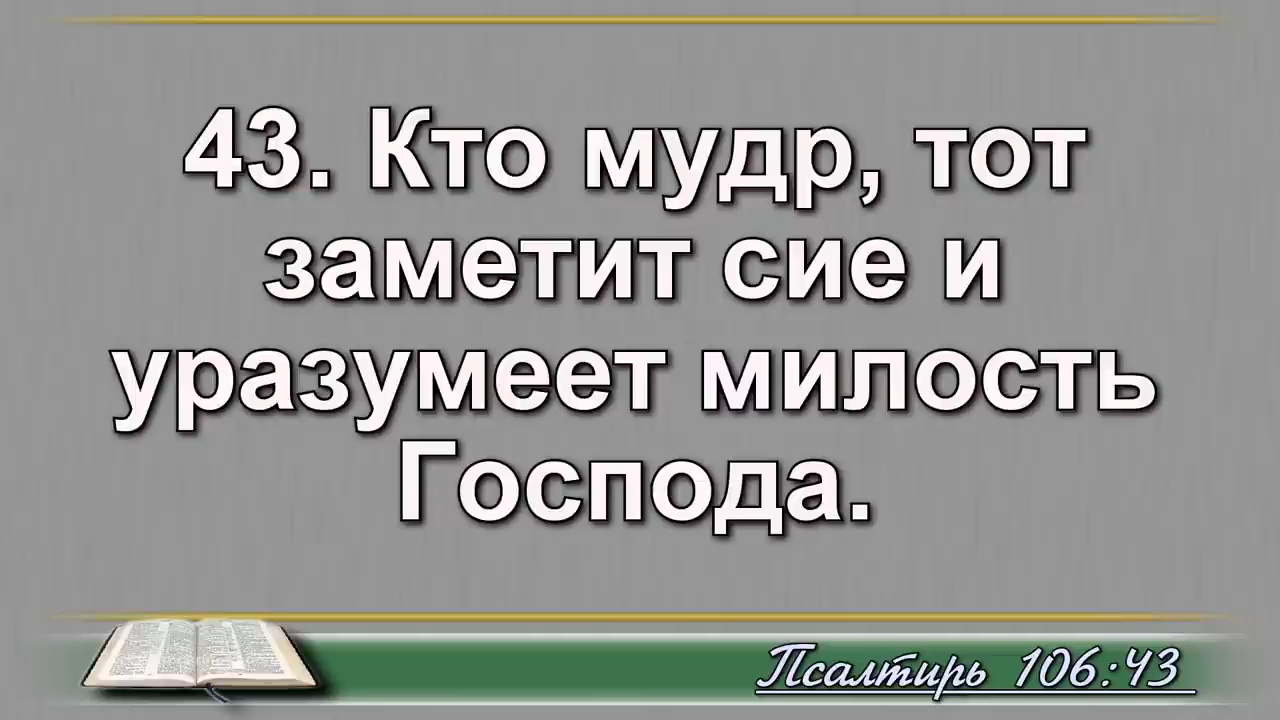 43. Кто мудр, тот
заметит сие и
уразумеет милость
Господа.
Псалтирь 106:43